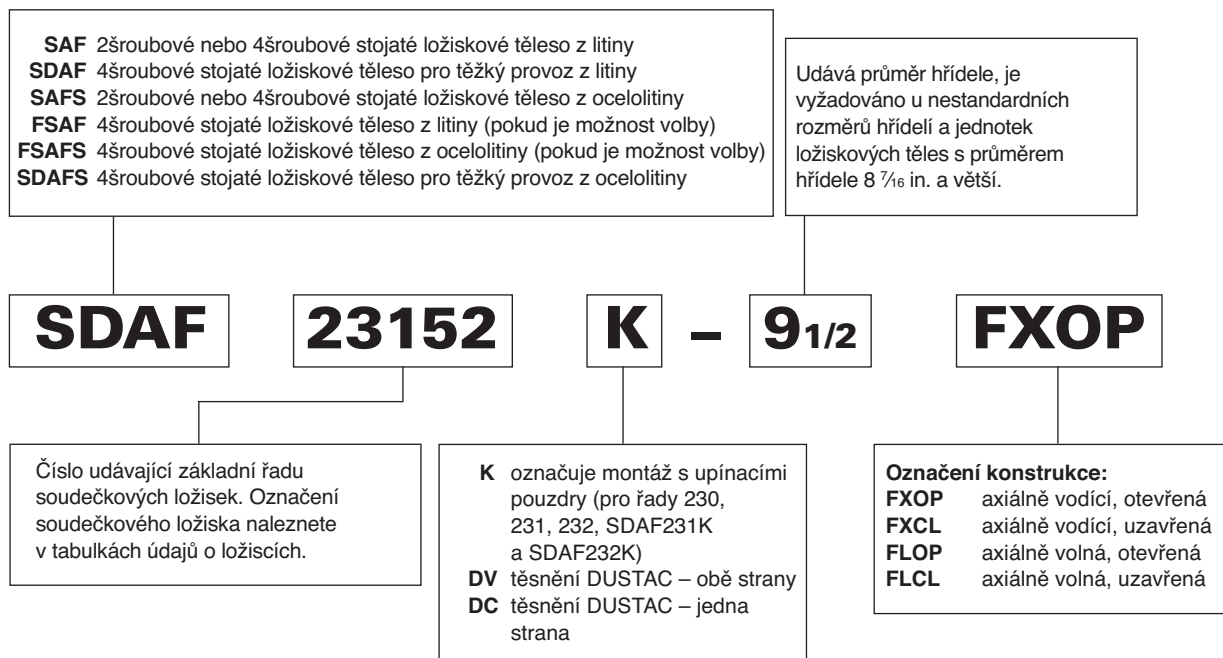 SAF 2šroubové nebo 4šroubové stojaté ložiskové těleso z litiny
SDAF 4šroubové stojaté ložiskové těleso pro těžký provoz z litiny
SAFS 2šroubové nebo 4šroubové stojaté ložiskové těleso z ocelolitiny
FSAF 4šroubové stojaté ložiskové těleso z litiny (pokud je možnost volby)
FSAFS 4šroubové stojaté ložiskové těleso z ocelolitiny (pokud je možnost volby)
SDAFS 4šroubové stojaté ložiskové těleso pro těžký provoz z ocelolitiny
Udává průměr hřídele, je
vyžadováno u nestandardních
rozměrů hřídelí a jednotek
ložiskových těles s průměrem
hřídele 8 7/16 in. a větší.
SDAF 23152 K – 9 1/2 FXOP
Číslo udávající základní řadu
soudečkových ložisek. Označení
soudečkového ložiska naleznete
v tabulkách údajů o ložiscích.
K označuje montáž s upínacími
pouzdry (pro řady 230,
231, 232, SDAF231K
a SDAF232K)
DV těsnění DUSTAC – obě strany
DC těsnění DUSTAC – jedna
strana
Označení konstrukce:
FXOP axiálně vodící, otevřená
FXCL axiálně vodící, uzavřená
FLOP axiálně volná, otevřená
FLCL axiálně volná, uzavřená